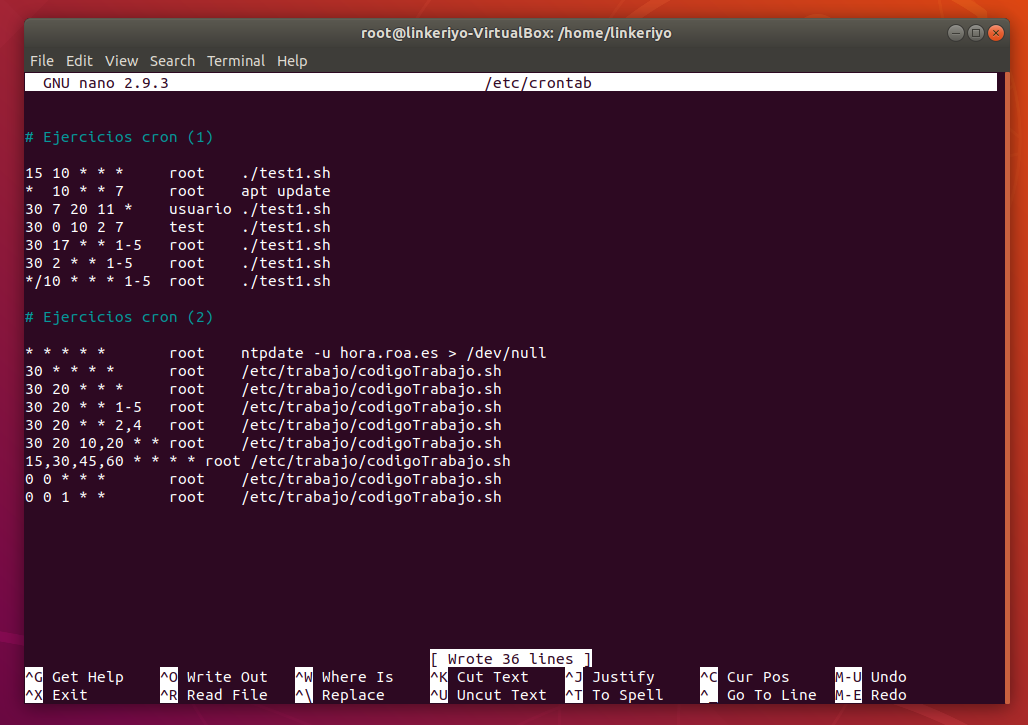 root@linkeriyo-VirtualBox: /home/linkeriyo
File Edit View Search Terminal Help
GNU nano 2.9.3 /etc/crontab
# Ejercicios cron (1)
15 10 * * * root ./test1.sh
* 10 * * 7 root apt update
30 7 20 11 * usuario ./test1.sh
30 0 10 2 7 test ./test1.sh
30 17 * * 1-5 root ./test1.sh
30 2 * * 1-5 root ./test1.sh
*/10 * * * 1-5 root ./test1.sh
# Ejercicios cron (2)
* * * * * root ntpdate -u hora.roa.es > /dev/null
30 * * * * root /etc/trabajo/codigoTrabajo.sh
30 20 * * * root /etc/trabajo/codigoTrabajo.sh
30 20 * * 1-5 root /etc/trabajo/codigoTrabajo.sh
30 20 * * 2,4 root /etc/trabajo/codigoTrabajo.sh
30 20 10,20 * * root /etc/trabajo/codigoTrabajo.sh
15,30,45,60 * * * * root /etc/trabajo/codigoTrabajo.sh
0 0 * * * root /etc/trabajo/codigoTrabajo.sh
0 0 1 * * root /etc/trabajo/codigoTrabajo.sh
[ Wrote 36 lines ]
^G Get Help ^O Write Out ^W Where Is ^K Cut Text ^J Justify ^C Cur Pos M-U Undo
^X Exit ^R Read File ^\ Replace ^U Uncut Text ^T To Spell ^_ Go To Line M-E Redo